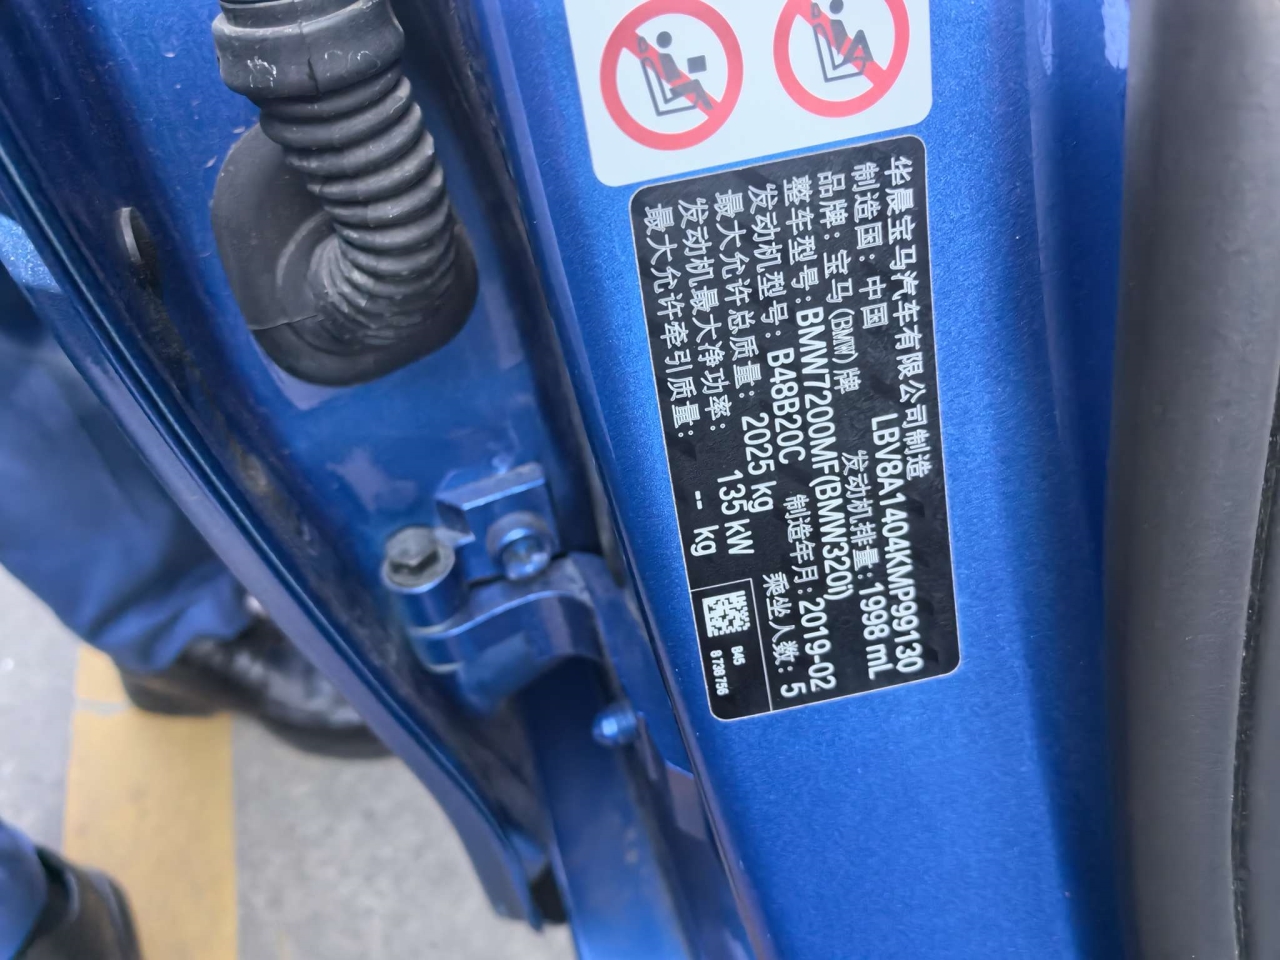 华晨宝马汽车有限公司制造
制造国：中国 LBV8A1404KMP99130
品牌：宝马(BMW)牌 发动机排量：1998 mL
整车型号：BMW7200MF(BMW320i)
发动机型号：B48B20C 制造年月：2019-02
最大允许总质量：2025 kg 乘坐人数：5
发动机最大净功率：135 kW
最大允许牵引质量：-- kg
B45
8 738 756